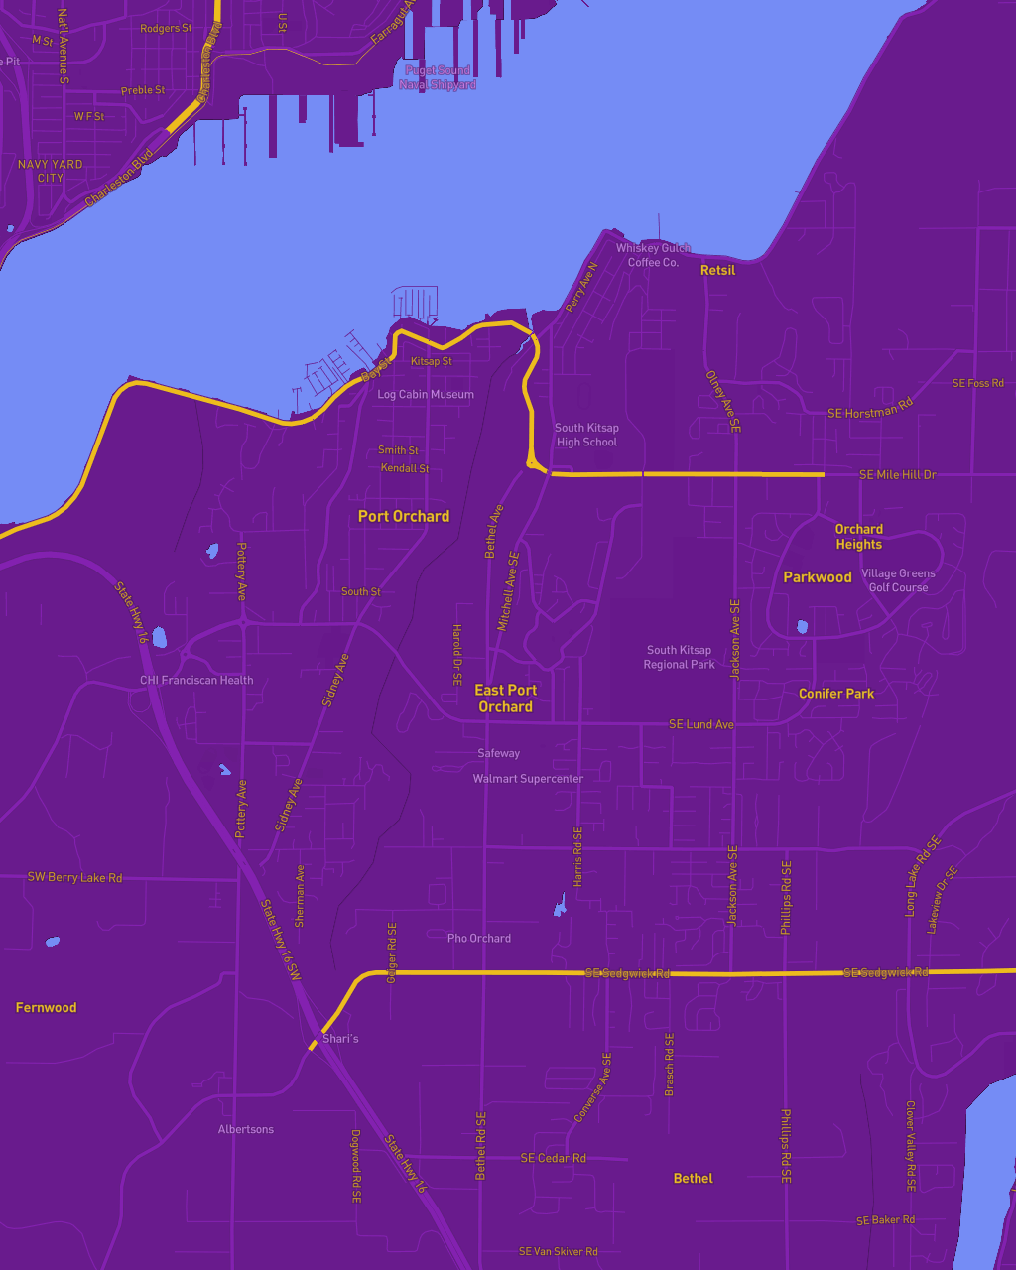 Rodgers St
U St
Farragut Av
Nat'l Avenue S
M St
e Pit
Charleston Blvd
Puget Sound
Naval Shipyard
Preble St
W F St
NAVY YARD
CITY
Charleston Blvd
Whiskey Gulch
Coffee Co.
Retsil
Perry Ave N
Kitsap St
Bay St
Log Cabin Museum
Olney Ave SE
SE Foss Rd
SE Horstman Rd
South Kitsap
High School
Smith St
Kendall St
SE Mile Hill Dr
Port Orchard
Bethel Ave
Orchard
Heights
Pottery Ave
Mitchell Ave SE
Parkwood
Village Greens
Golf Course
State Hwy 16
South St
Jackson Ave SE
Harold Dr SE
South Kitsap
Regional Park
CHI Franciscan Health
Sidney Ave
East Port
Orchard
Conifer Park
SE Lund Ave
Safeway
Walmart Supercenter
Pottery Ave
Sidney Ave
Harris Rd SE
SW Berry Lake Rd
Sherman Ave
Jackson Ave SE
Phillips Rd SE
Long Lake Rd SE
Lakeview Dr SE
State Hwy 16 SW
Geiger Rd SE
Pho Orchard
SE Sedgwick Rd
SE Sedgwick Rd
Fernwood
Shari's
Converse Ave SE
Brasch Rd SE
Albertsons
Dogwood Rd SE
State Hwy 16
Bethel Rd SE
SE Cedar Rd
Phillips Rd SE
Clover Valley Rd SE
Bethel
SE Baker Rd
SE Van Skiver Rd